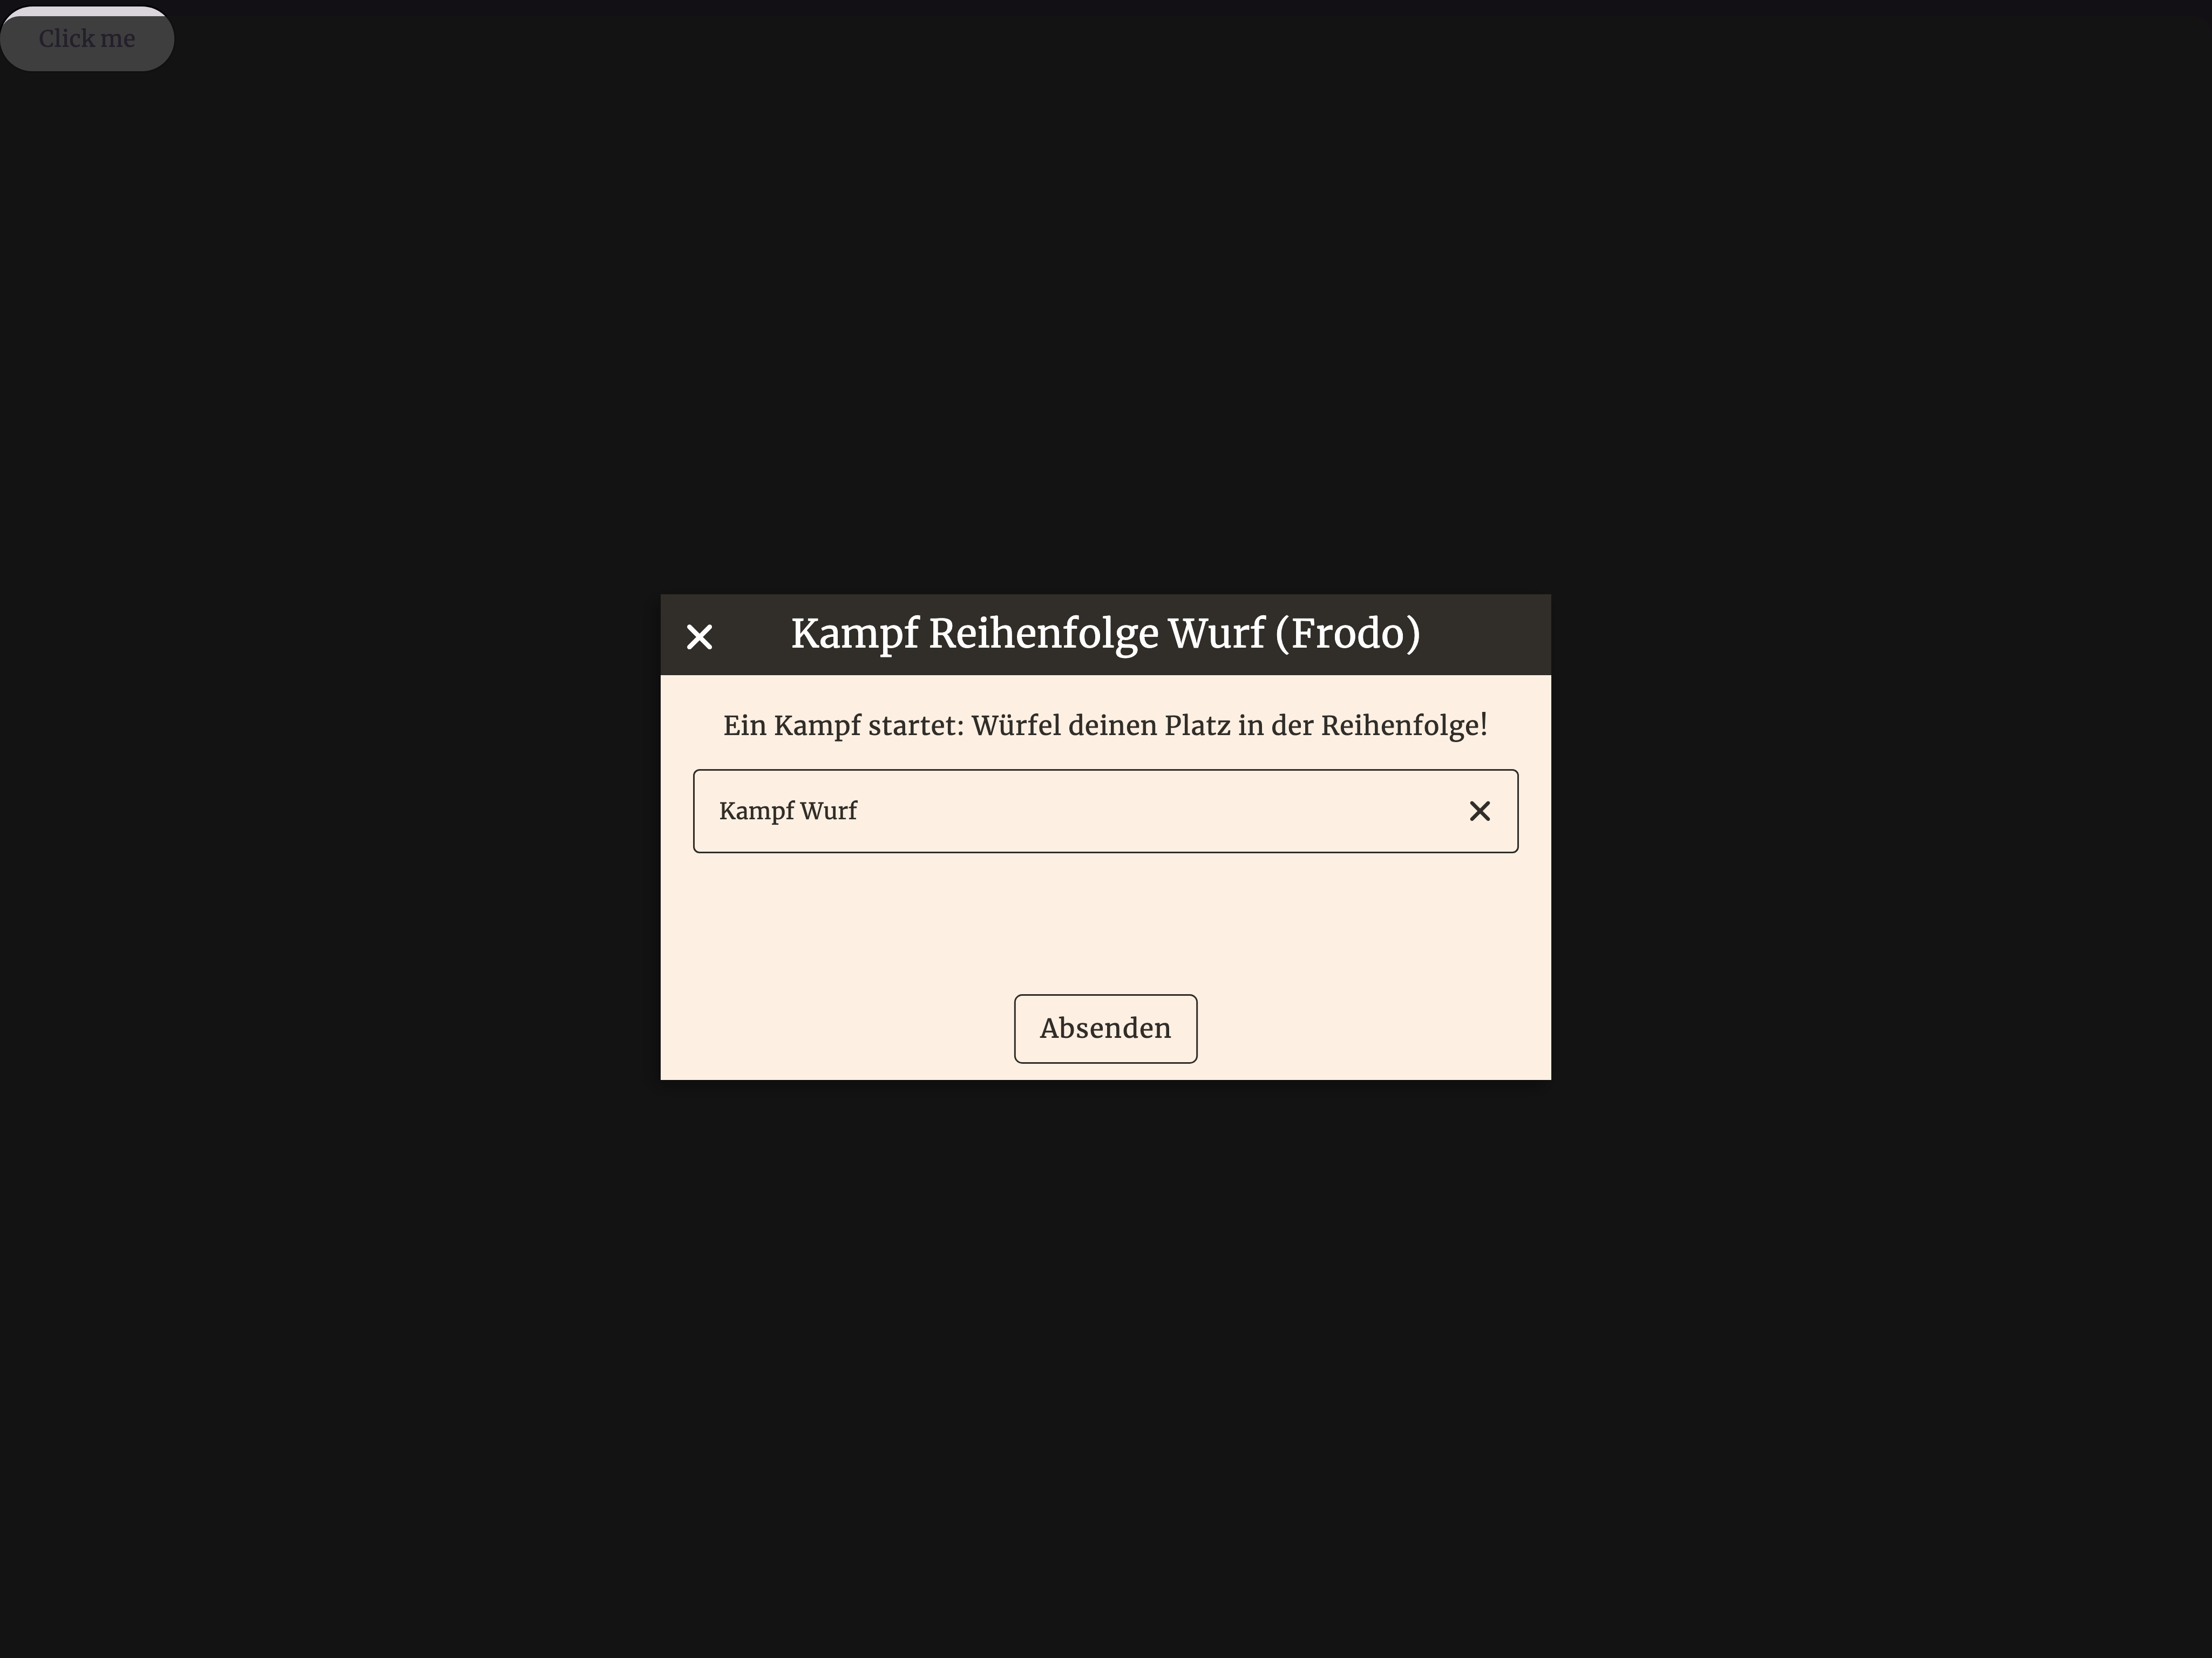 Click me
Kampf Reihenfolge Wurf (Frodo)
Ein Kampf startet: Würfel deinen Platz in der Reihenfolge!
Kampf Wurf
Absenden